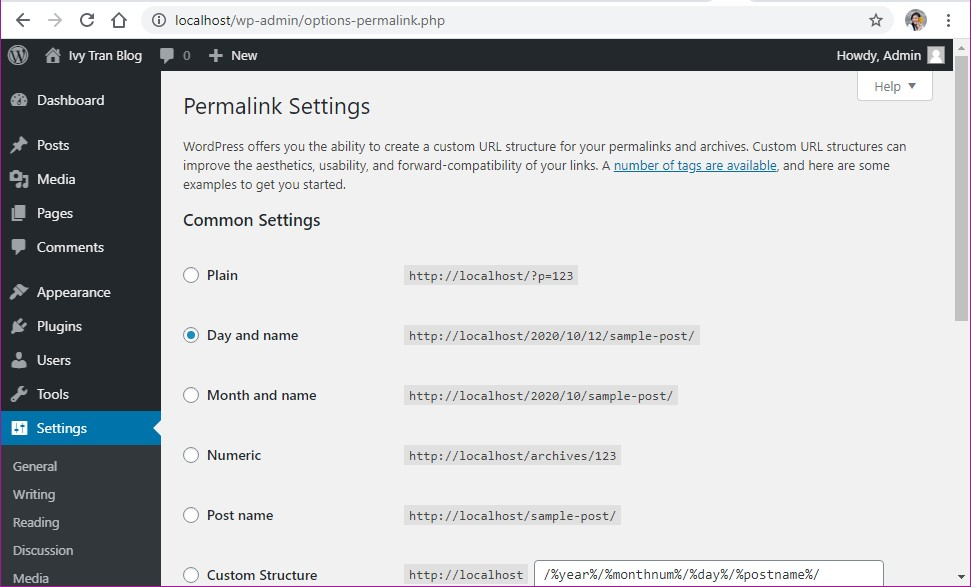 localhost/wp-admin/options-permalink.php
Ivy Tran Blog
0
New
Howdy, Admin
Help
Dashboard
Posts
Media
Pages
Comments
Appearance
Plugins
Users
Tools
Settings
General
Writing
Reading
Discussion
Media
Permalink Settings
WordPress offers you the ability to create a custom URL structure for your permalinks and archives. Custom URL structures can
improve the aesthetics, usability, and forward-compatibility of your links. A number of tags are available, and here are some
examples to get you started.
Common Settings
Plain http://localhost/?p=123
Day and name http://localhost/2020/10/12/sample-post/
Month and name http://localhost/2020/10/sample-post/
Numeric http://localhost/archives/123
Post name http://localhost/sample-post/
Custom Structure http://localhost /%year%/%monthnum%/%day%/%postname%/